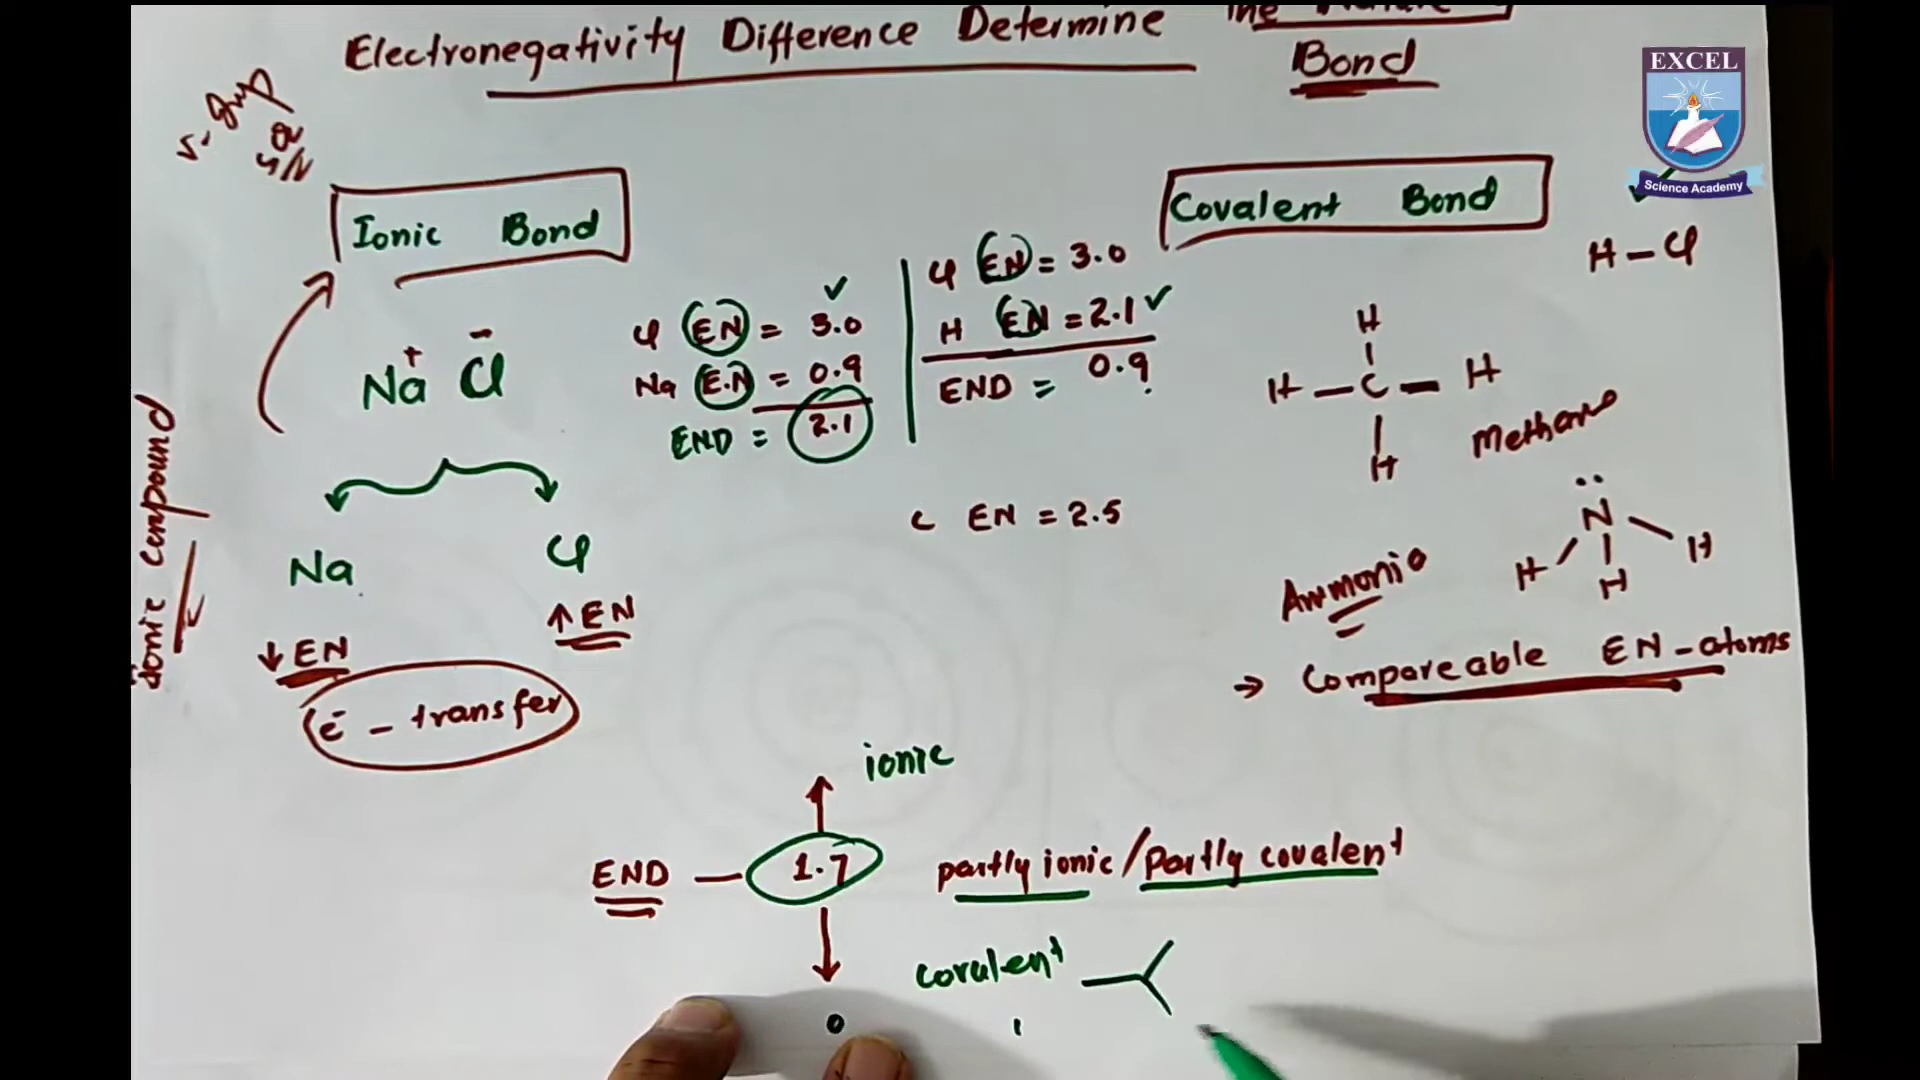 Electronegativity Difference Determine The Nature
Bond
EXCEL
Science Academy
Ionic Bond
Covalent Bond
H-Cl
Na+ Cl-
Cl EN = 3.0
Na E.N = 0.9
END = 2.1
Cl EN = 3.0
H EN = 2.1
END = 0.9
H
H-C-H
H
Methane
C EN = 2.5
Na
Cl
↓EN
↑EN
e- - transfer
Ionic Compound
N
H H H
Ammonia
→ Compareable EN-atoms
ionic
END - 1.7 partly ionic/Partly covalent
covalent
0